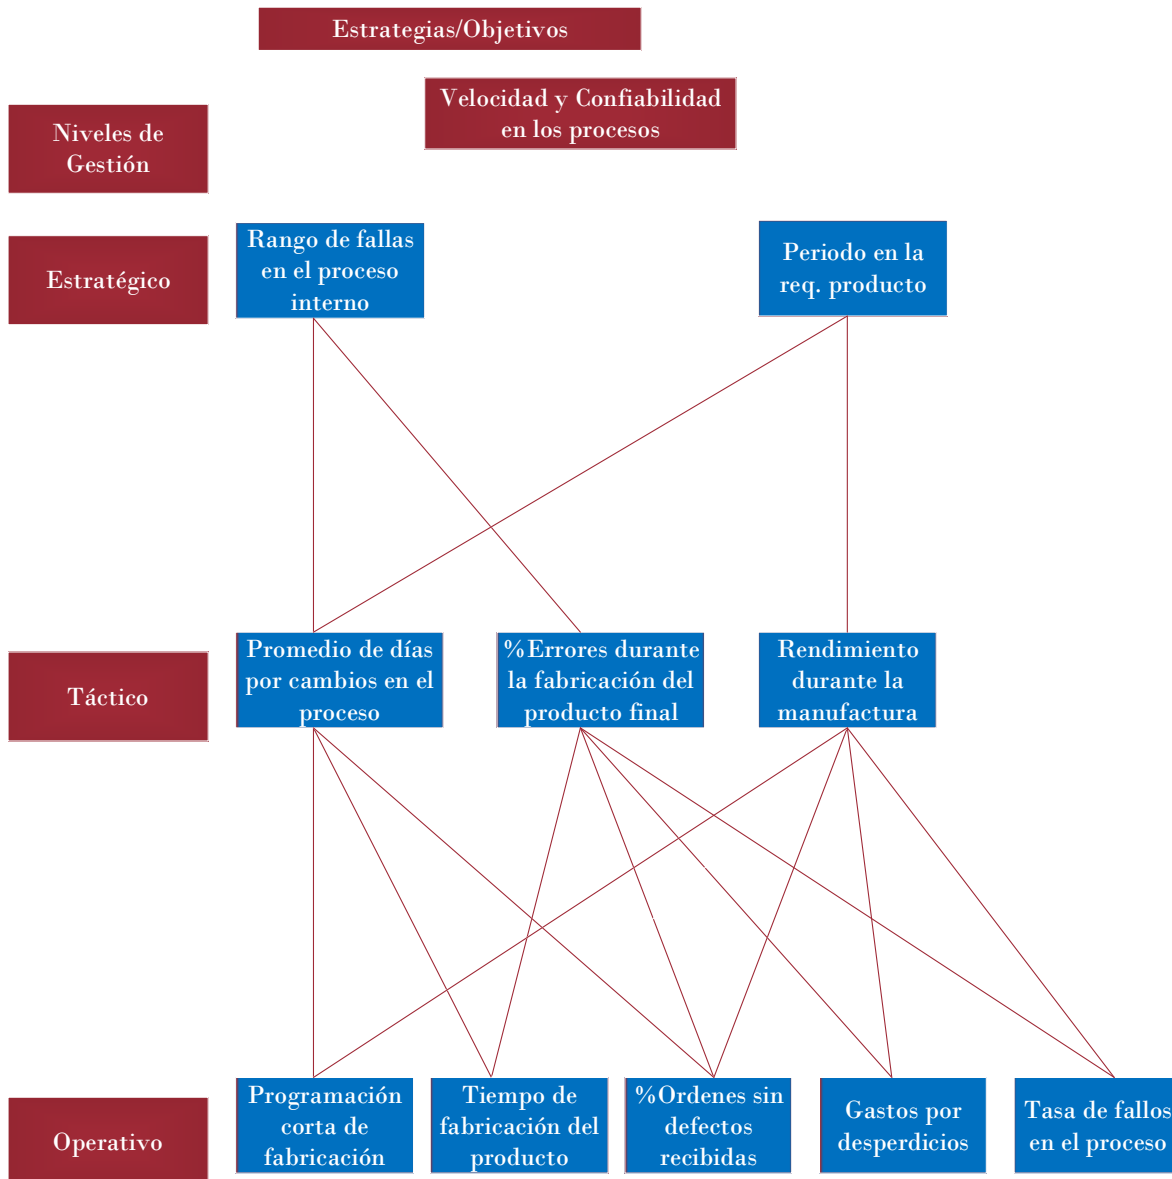 Estrategias/Objetivos
Velocidad y Confiabilidad
en los procesos
Niveles de
Gestión
Estratégico
Rango de fallas
en el proceso
interno
Periodo en la
req. producto
Táctico
Promedio de días
por cambios en el
proceso
%Errores durante
la fabricación del
producto final
Rendimiento
durante la
manufactura
Operativo
Programación
corta de
fabricación
Tiempo de
fabricación del
producto
%Ordenes sin
defectos
recibidas
Gastos por
desperdicios
Tasa de fallos
en el proceso